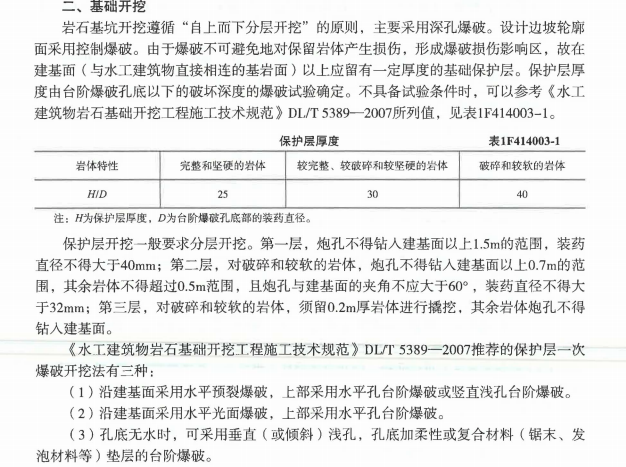 二、基础开挖
岩石基坑开挖遵循“自上而下分层开挖”的原则，主要采用深孔爆破。设计边坡轮廓
面采用控制爆破。由于爆破不可避免地对保留岩体产生损伤，形成爆破损伤影响区，故在
建基面（与水工建筑物直接相连的基岩面）以上应留有一定厚度的基础保护层。保护层厚
度由台阶爆破孔底以下的破坏深度的爆破试验确定。不具备试验条件时，可以参考《水工
建筑物岩石基础开挖工程施工技术规范》DL/T 5389—2007所列值，见表1F414003-1。
保护层厚度 表1F414003-1
岩体特性 完整和坚硬的岩体 较完整、较破碎和较坚硬的岩体 破碎和较软的岩体
H/D 25 30 40
注：H为保护层厚度，D为台阶爆破孔底部的装药直径。
保护层开挖一般要求分层开挖。第一层，炮孔不得钻入建基面以上1.5m的范围，装药
直径不得大于40mm；第二层，对破碎和较软的岩体，炮孔不得钻入建基面以上0.7m的范
围，其余岩体不得超过0.5m范围，且炮孔与建基面的夹角不应大于60°，装药直径不得大
于32mm；第三层，对破碎和较软的岩体，须留0.2m厚岩体进行撬挖，其余岩体炮孔不得
钻入建基面。
《水工建筑物岩石基础开挖工程施工技术规范》DL/T 5389—2007推荐的保护层一次
爆破开挖法有三种：
（1）沿建基面采用水平预裂爆破，上部采用水平孔台阶爆破或竖直浅孔台阶爆破。
（2）沿建基面采用水平光面爆破，上部采用水平孔台阶爆破。
（3）孔底无水时，可采用垂直（或倾斜）浅孔，孔底加柔性或复合材料（锯末、发
泡材料等）垫层的台阶爆破。